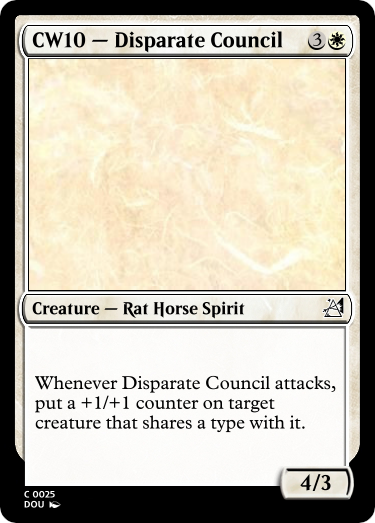 CW10 — Disparate Council 3
Creature — Rat Horse Spirit
Whenever Disparate Council attacks,
put a +1/+1 counter on target
creature that shares a type with it.
4/3
C 0025
DOU